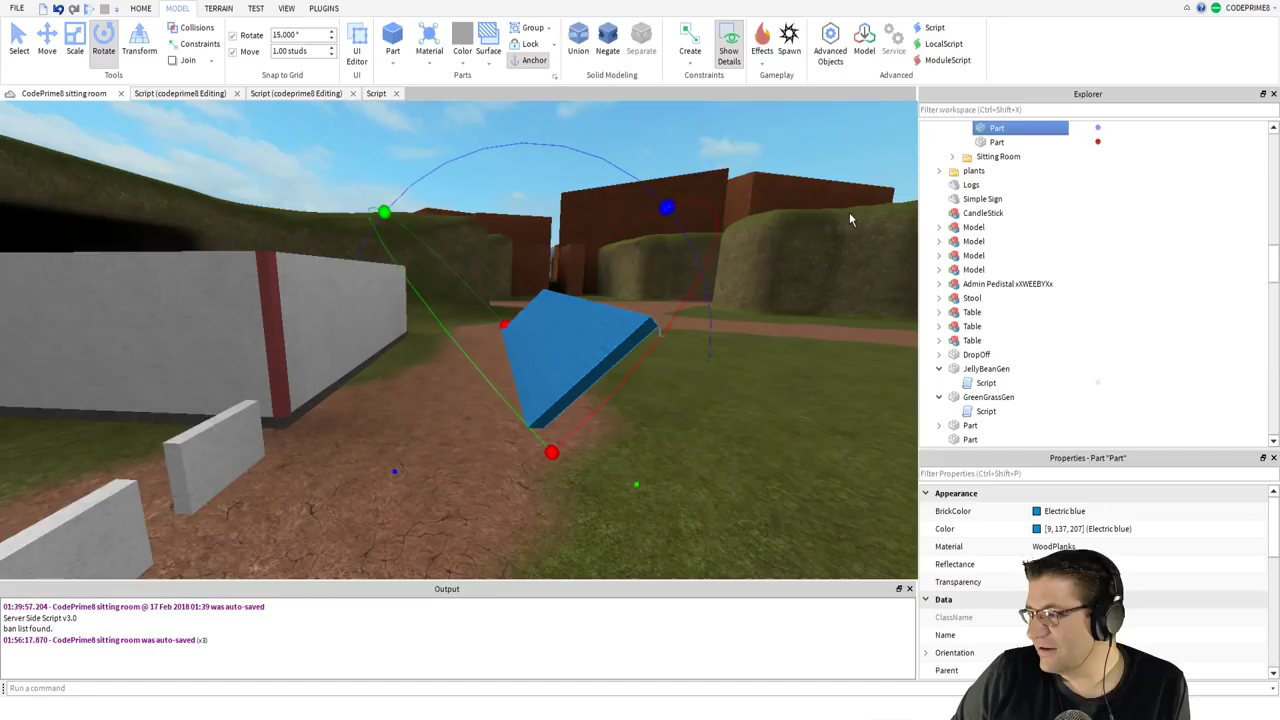 FILE HOME MODEL TERRAIN TEST VIEW PLUGINS CODEPRIME8
Select Move Scale Rotate Transform
Collisions
Constraints
Join
Tools
Rotate 15.000°
Move 1.00 studs
Snap to Grid
UI Editor
UI
Part Material Color Surface
Group
Lock
Anchor
Parts
Union Negate Separate
Solid Modeling
Create Show Details
Constraints
Effects Spawn
Gameplay
Advanced Objects Model Service
Script
LocalScript
ModuleScript
Advanced
CodePrime8 sitting room Script (codeprime8 Editing) Script (codeprime8 Editing) Script
Explorer
Filter workspace (Ctrl+Shift+X)
Part
Part
Sitting Room
plants
Logs
Simple Sign
CandleStick
Model
Model
Model
Model
Admin Pedistal xXWEEBYXx
Stool
Table
Table
Table
DropOff
JellyBeanGen
Script
GreenGrassGen
Script
Part
Part
Properties - Part "Part"
Filter Properties (Ctrl+Shift+P)
Appearance
BrickColor Electric blue
Color [9, 137, 207] (Electric blue)
Material WoodPlanks
Reflectance
Transparency
Data
ClassName
Name
Orientation
Parent
Output
01:39:57.204 - CodePrime8 sitting room @ 17 Feb 2018 01:39 was auto-saved
Server Side Script v3.0
ban list found.
01:56:17.870 - CodePrime8 sitting room was auto-saved (x3)
Run a command